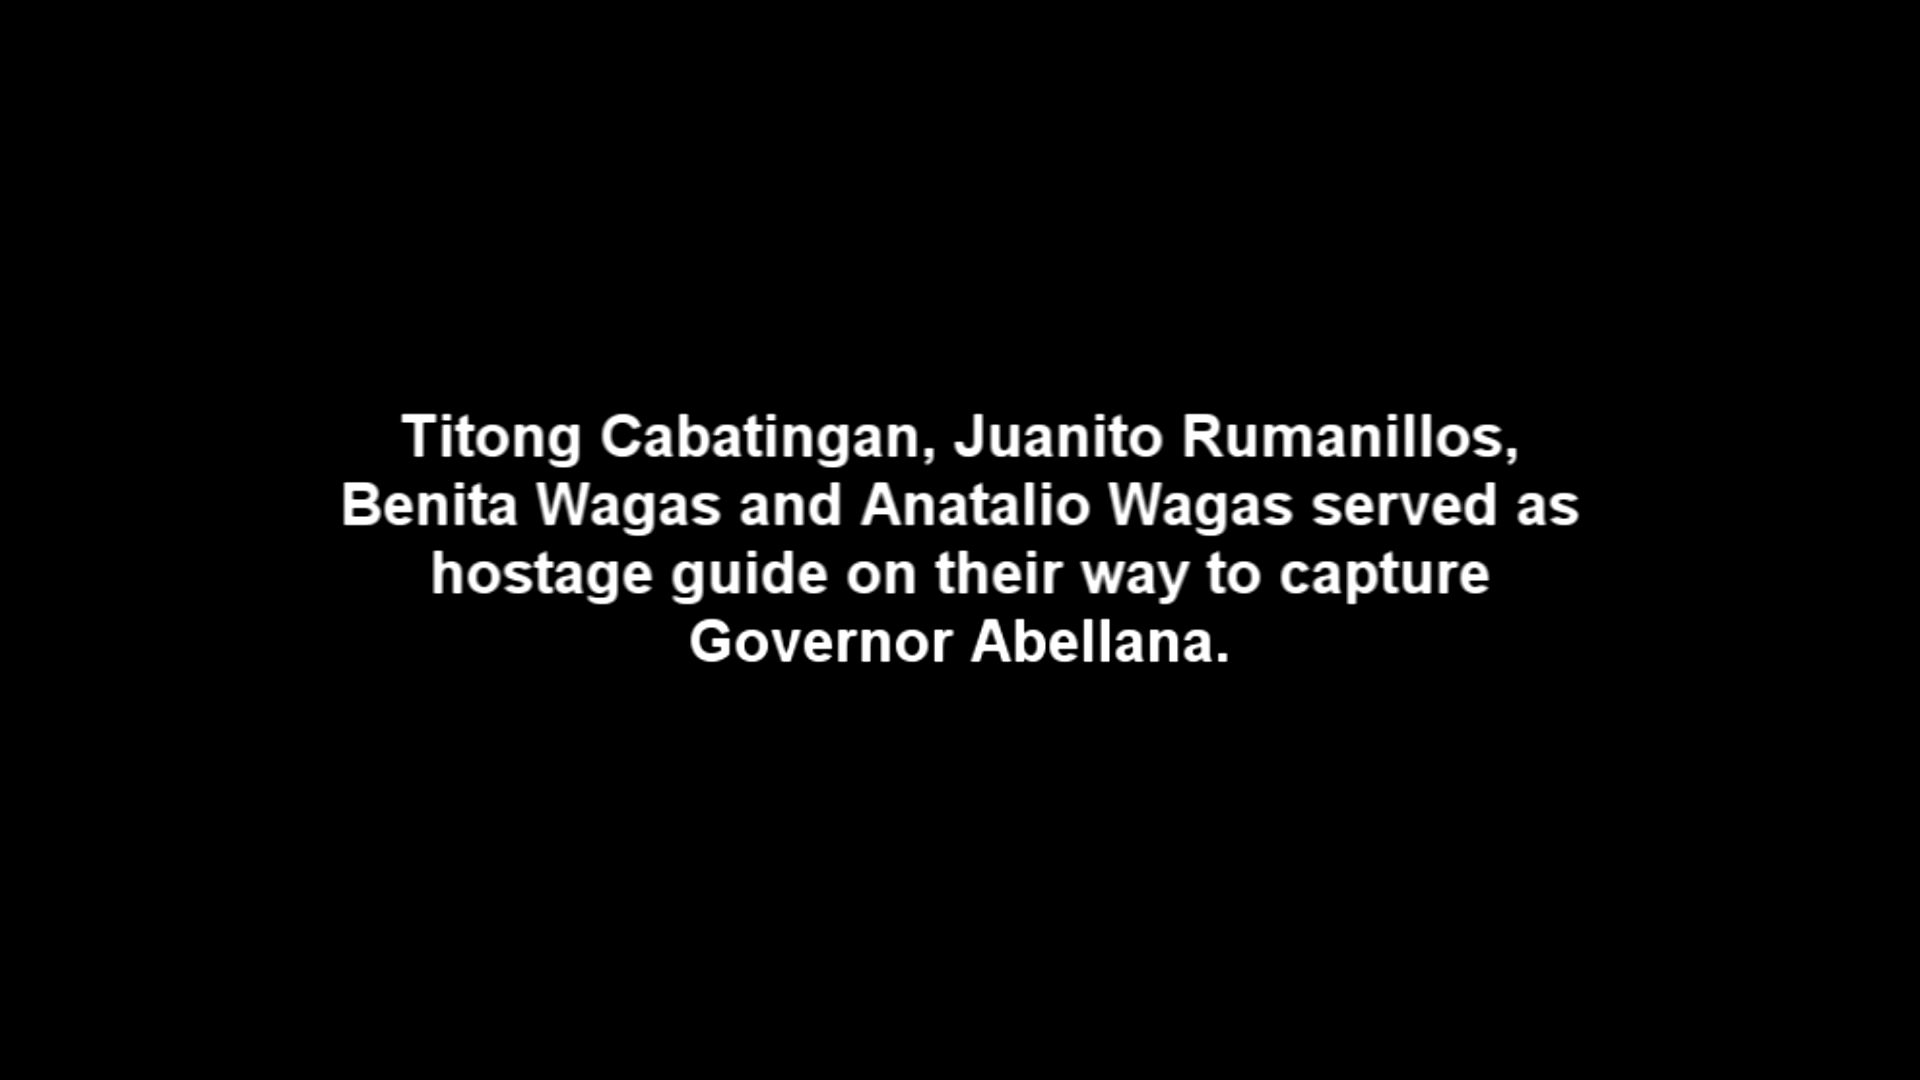 Titong Cabatingan, Juanito Rumanillos,
Benita Wagas and Anatalio Wagas served as
hostage guide on their way to capture
Governor Abellana.